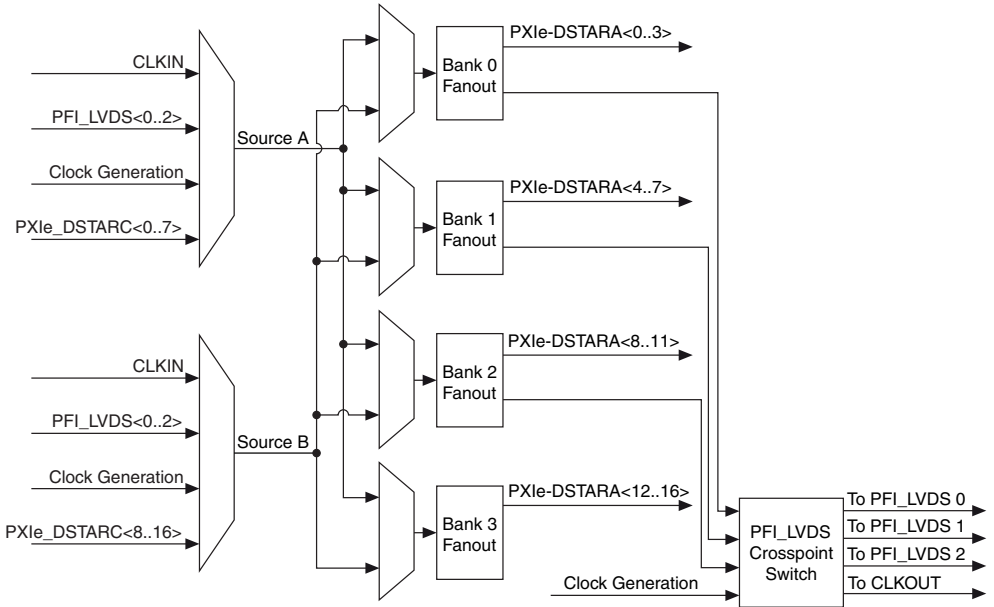 PXIe-DSTARA<0..3>
CLKIN
Bank 0
Fanout
PFI_LVDS<0..2>
Source A
Clock Generation
PXIe-DSTARA<4..7>
PXIe_DSTARC<0..7>
Bank 1
Fanout
PXIe-DSTARA<8..11>
CLKIN
Bank 2
Fanout
PFI_LVDS<0..2>
Source B
Clock Generation
PXIe-DSTARA<12..16>
PXIe_DSTARC<8..16>
Bank 3
Fanout
PFI_LVDS
Crosspoint
Switch
To PFI_LVDS 0
To PFI_LVDS 1
To PFI_LVDS 2
To CLKOUT
Clock Generation